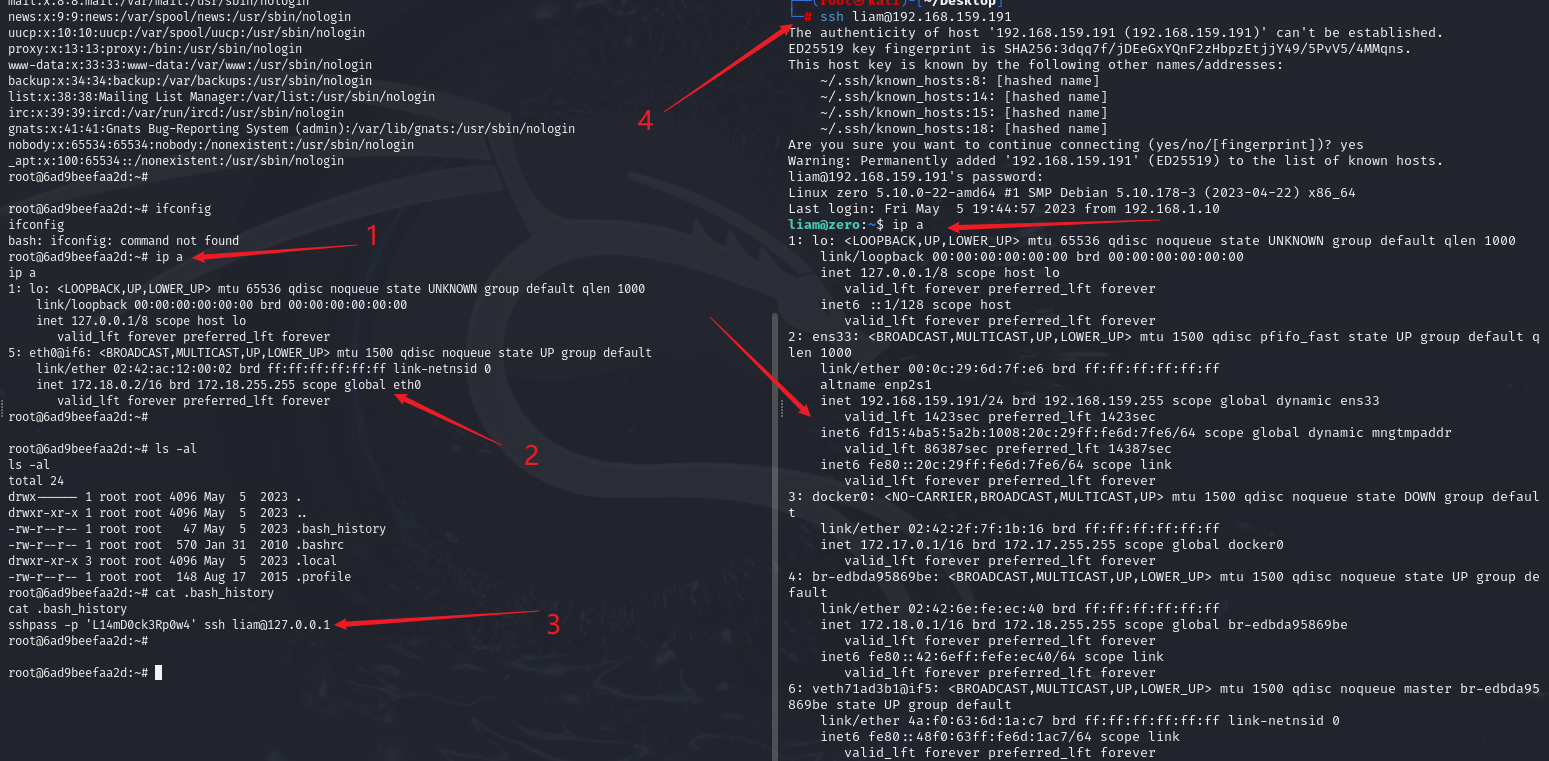 mail:x:8:8:mail:/var/mail:/usr/sbin/nologin
news:x:9:9:news:/var/spool/news:/usr/sbin/nologin
uucp:x:10:10:uucp:/var/spool/uucp:/usr/sbin/nologin
proxy:x:13:13:proxy:/bin:/usr/sbin/nologin
www-data:x:33:33:www-data:/var/www:/usr/sbin/nologin
backup:x:34:34:backup:/var/backups:/usr/sbin/nologin
list:x:38:38:Mailing List Manager:/var/list:/usr/sbin/nologin
irc:x:39:39:ircd:/var/run/ircd:/usr/sbin/nologin
gnats:x:41:41:Gnats Bug-Reporting System (admin):/var/lib/gnats:/usr/sbin/nologin
nobody:x:65534:65534:nobody:/nonexistent:/usr/sbin/nologin
_apt:x:100:65534::/nonexistent:/usr/sbin/nologin
root@6ad9beefaa2d:~#
root@6ad9beefaa2d:~# ifconfig
ifconfig
bash: ifconfig: command not found
root@6ad9beefaa2d:~# ip a
1
ip a
1: lo: <LOOPBACK,UP,LOWER_UP> mtu 65536 qdisc noqueue state UNKNOWN group default qlen 1000
link/loopback 00:00:00:00:00:00 brd 00:00:00:00:00:00
inet 127.0.0.1/8 scope host lo
valid_lft forever preferred_lft forever
5: eth0@if6: <BROADCAST,MULTICAST,UP,LOWER_UP> mtu 1500 qdisc noqueue state UP group default
link/ether 02:42:ac:12:00:02 brd ff:ff:ff:ff:ff:ff link-netnsid 0
inet 172.18.0.2/16 brd 172.18.255.255 scope global eth0
valid_lft forever preferred_lft forever
root@6ad9beefaa2d:~#
2
root@6ad9beefaa2d:~# ls -al
ls -al
total 24
drwx------ 1 root root 4096 May 5 2023 .
drwxr-xr-x 1 root root 4096 May 5 2023 ..
-rw-r--r-- 1 root root 47 May 5 2023 .bash_history
-rw-r--r-- 1 root root 570 Jan 31 2010 .bashrc
drwxr-xr-x 3 root root 4096 May 5 2023 .local
-rw-r--r-- 1 root root 148 Aug 17 2015 .profile
root@6ad9beefaa2d:~# cat .bash_history
cat .bash_history
sshpass -p 'L14mD0ck3Rp0w4' ssh liam@127.0.0.1
3
root@6ad9beefaa2d:~#
root@6ad9beefaa2d:~#
(root㉿kali)-[~/Desktop]
# ssh liam@192.168.159.191
The authenticity of host '192.168.159.191 (192.168.159.191)' can't be established.
ED25519 key fingerprint is SHA256:3dqq7f/jDEeGxYQnF2zHbpzEtjjY49/5PvV5/4MMqns.
This host key is known by the following other names/addresses:
~/.ssh/known_hosts:8: [hashed name]
~/.ssh/known_hosts:14: [hashed name]
4
~/.ssh/known_hosts:15: [hashed name]
~/.ssh/known_hosts:18: [hashed name]
Are you sure you want to continue connecting (yes/no/[fingerprint])? yes
Warning: Permanently added '192.168.159.191' (ED25519) to the list of known hosts.
liam@192.168.159.191's password:
Linux zero 5.10.0-22-amd64 #1 SMP Debian 5.10.178-3 (2023-04-22) x86_64
Last login: Fri May 5 19:44:57 2023 from 192.168.1.10
liam@zero:~$ ip a
1: lo: <LOOPBACK,UP,LOWER_UP> mtu 65536 qdisc noqueue state UNKNOWN group default qlen 1000
link/loopback 00:00:00:00:00:00 brd 00:00:00:00:00:00
inet 127.0.0.1/8 scope host lo
valid_lft forever preferred_lft forever
inet6 ::1/128 scope host
valid_lft forever preferred_lft forever
2: ens33: <BROADCAST,MULTICAST,UP,LOWER_UP> mtu 1500 qdisc pfifo_fast state UP group default q
len 1000
link/ether 00:0c:29:6d:7f:e6 brd ff:ff:ff:ff:ff:ff
altname enp2s1
inet 192.168.159.191/24 brd 192.168.159.255 scope global dynamic ens33
valid_lft 1423sec preferred_lft 1423sec
inet6 fd15:4ba5:5a2b:1008:20c:29ff:fe6d:7fe6/64 scope global dynamic mngtmpaddr
valid_lft 86387sec preferred_lft 14387sec
inet6 fe80::20c:29ff:fe6d:7fe6/64 scope link
valid_lft forever preferred_lft forever
3: docker0: <NO-CARRIER,BROADCAST,MULTICAST,UP> mtu 1500 qdisc noqueue state DOWN group defaul
t
link/ether 02:42:2f:7f:1b:16 brd ff:ff:ff:ff:ff:ff
inet 172.17.0.1/16 brd 172.17.255.255 scope global docker0
valid_lft forever preferred_lft forever
4: br-edbda95869be: <BROADCAST,MULTICAST,UP,LOWER_UP> mtu 1500 qdisc noqueue state UP group de
fault
link/ether 02:42:6e:fe:ec:40 brd ff:ff:ff:ff:ff:ff
inet 172.18.0.1/16 brd 172.18.255.255 scope global br-edbda95869be
valid_lft forever preferred_lft forever
inet6 fe80::42:6eff:fefe:ec40/64 scope link
valid_lft forever preferred_lft forever
6: veth71ad3b1@if5: <BROADCAST,MULTICAST,UP,LOWER_UP> mtu 1500 qdisc noqueue master br-edbda95
869be state UP group default
link/ether 4a:f0:63:6d:1a:c7 brd ff:ff:ff:ff:ff:ff link-netnsid 0
inet6 fe80::48f0:63ff:fe6d:1ac7/64 scope link
valid_lft forever preferred_lft forever